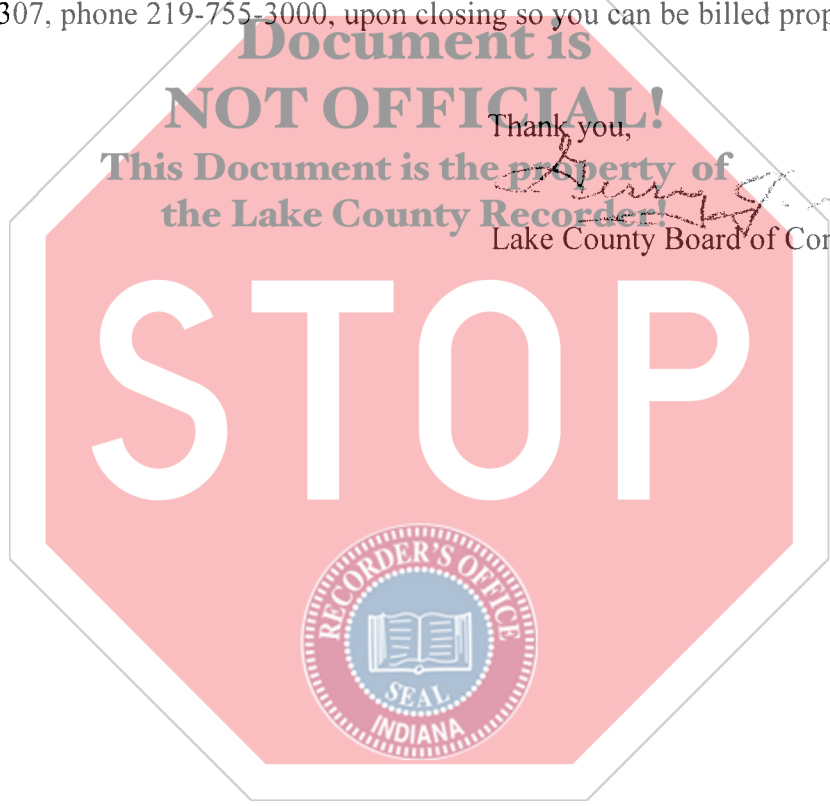 307, phone 219-755-3000, upon closing so you can be billed prop
Document is
NOT OFFICIAL!
Thank you,
This Document is the property of
the Lake County Recorder!
Lake County Board of Co
STOP
RECORDER'S OFFICE
SEAL
INDIANA